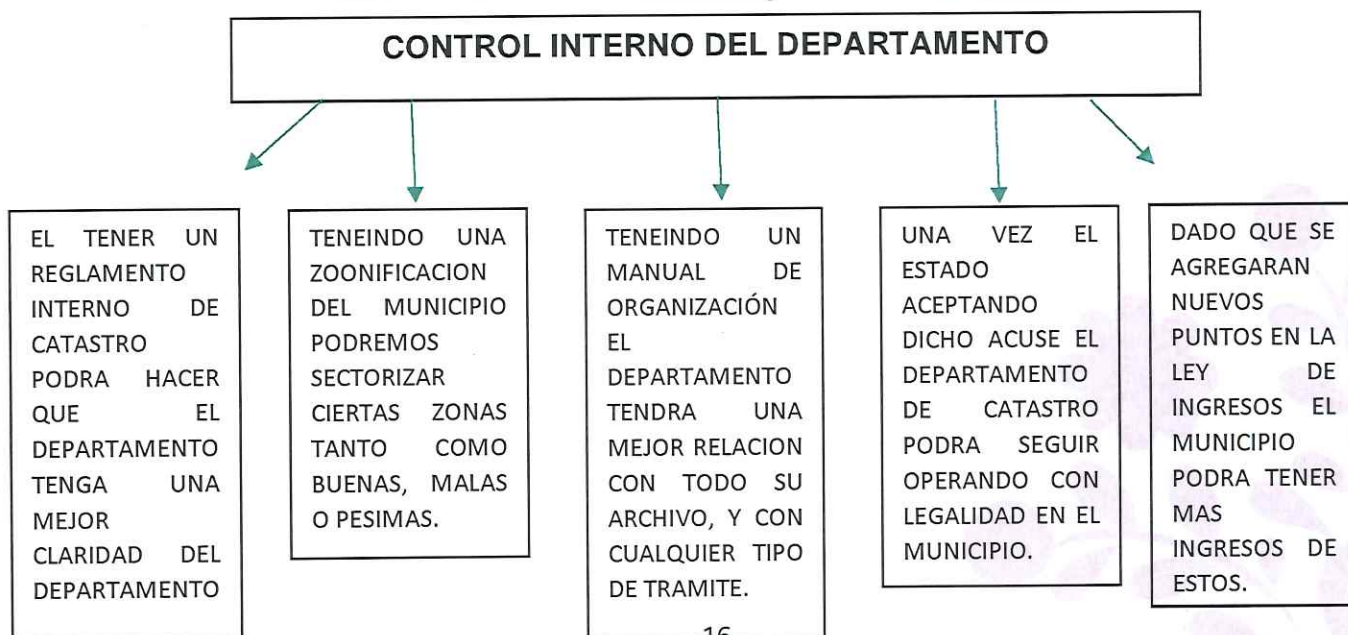 CONTROL INTERNO DEL DEPARTAMENTO
EL TENER UN
REGLAMENTO
INTERNO DE
CATASTRO
PODRA HACER
QUE EL
DEPARTAMENTO
TENGA UNA
MEJOR
CLARIDAD DEL
DEPARTAMENTO
TENEINDO UNA
ZOONIFICACION
DEL MUNICIPIO
PODREMOS
SECTORIZAR
CIERTAS ZONAS
TANTO COMO
BUENAS, MALAS
O PESIMAS.
TENEINDO UN
MANUAL DE
ORGANIZACIÓN
EL
DEPARTAMENTO
TENDRA UNA
MEJOR RELACION
CON TODO SU
ARCHIVO, Y CON
CUALQUIER TIPO
DE TRAMITE.
UNA VEZ EL
ESTADO
ACEPTANDO
DICHO ACUSE EL
DEPARTAMENTO
DE CATASTRO
PODRA SEGUIR
OPERANDO CON
LEGALIDAD EN EL
MUNICIPIO.
DADO QUE SE
AGREGARAN
NUEVOS
PUNTOS EN LA
LEY DE
INGRESOS EL
MUNICIPIO
PODRA TENER
MAS
INGRESOS DE
ESTOS.
16